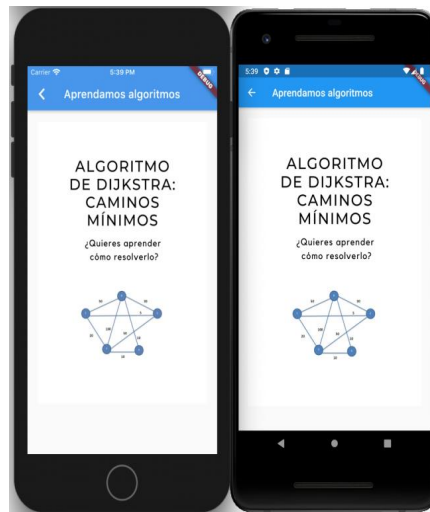 Carrier 5:39 PM
DEBUG
Aprendamos algoritmos
ALGORITMO
DE DIJKSTRA:
CAMINOS
MÍNIMOS
¿Quieres aprender
cómo resolverlo?
5:39
DEBUG
Aprendamos algoritmos
ALGORITMO
DE DIJKSTRA:
CAMINOS
MÍNIMOS
¿Quieres aprender
cómo resolverlo?